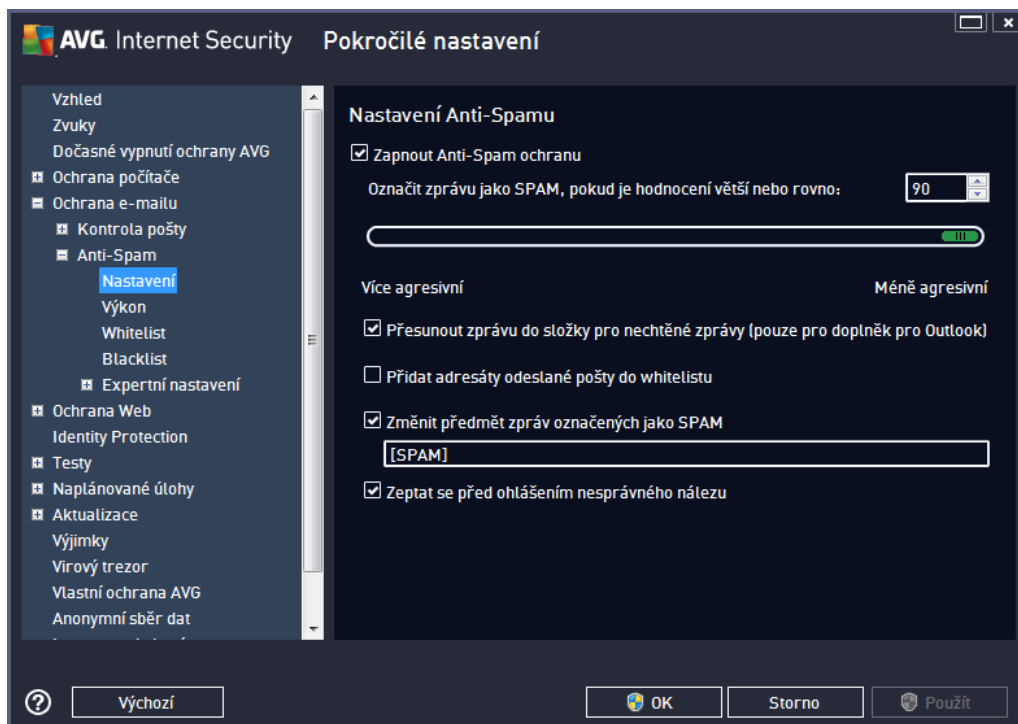 AVG. Internet Security Pokročilé nastavení
Vzhled
Zvuky
Dočasné vypnutí ochrany AVG
Ochrana počítače
Ochrana e-mailu
Kontrola pošty
Anti-Spam
Nastavení
Výkon
Whitelist
Blacklist
Expertní nastavení
Ochrana Web
Identity Protection
Testy
Naplánované úlohy
Aktualizace
Výjimky
Virový trezor
Vlastní ochrana AVG
Anonymní sběr dat
Nastavení Anti-Spamu
Zapnout Anti-Spam ochranu
Označit zprávu jako SPAM, pokud je hodnocení větší nebo rovno: 90
Více agresivní Méně agresivní
Přesunout zprávu do složky pro nechtěné zprávy (pouze pro doplněk pro Outlook)
Přidat adresáty odeslané pošty do whitelistu
Změnit předmět zpráv označených jako SPAM
[SPAM]
Zeptat se před ohlášením nesprávného nálezu
Výchozí OK Storno Použít